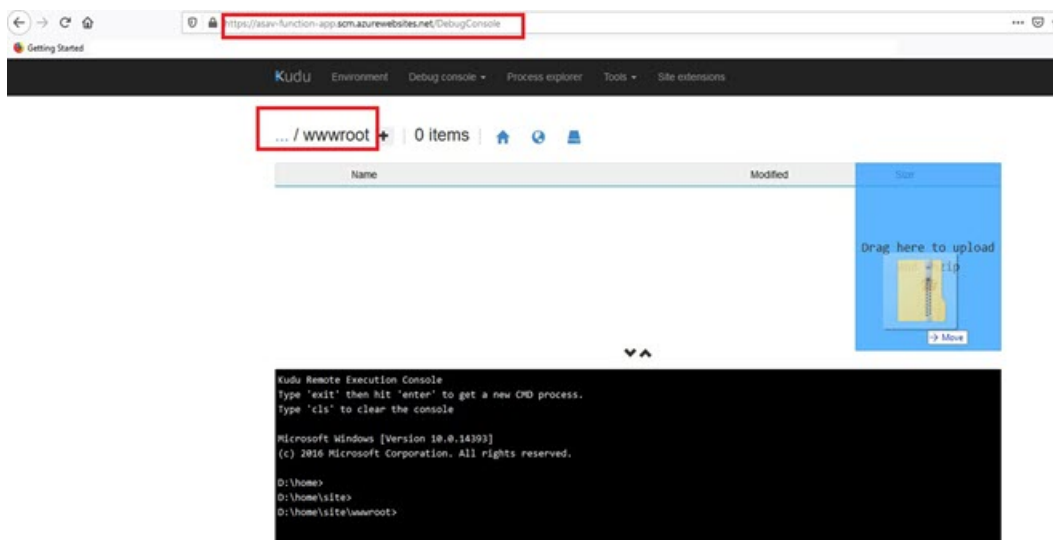 https://asav-function-app.scm.azurewebsites.net/DebugConsole
Getting Started
Kudu Environment Debug console Process explorer Tools Site extensions
... / wwwroot + | 0 items |
Name Modified Size
Drag here to upload
zip
Move
Kudu Remote Execution Console
Type 'exit' then hit 'enter' to get a new CMD process.
Type 'cls' to clear the console
Microsoft Windows [Version 10.0.14393]
(c) 2016 Microsoft Corporation. All rights reserved.
D:\home>
D:\home\site>
D:\home\site\wwwroot>